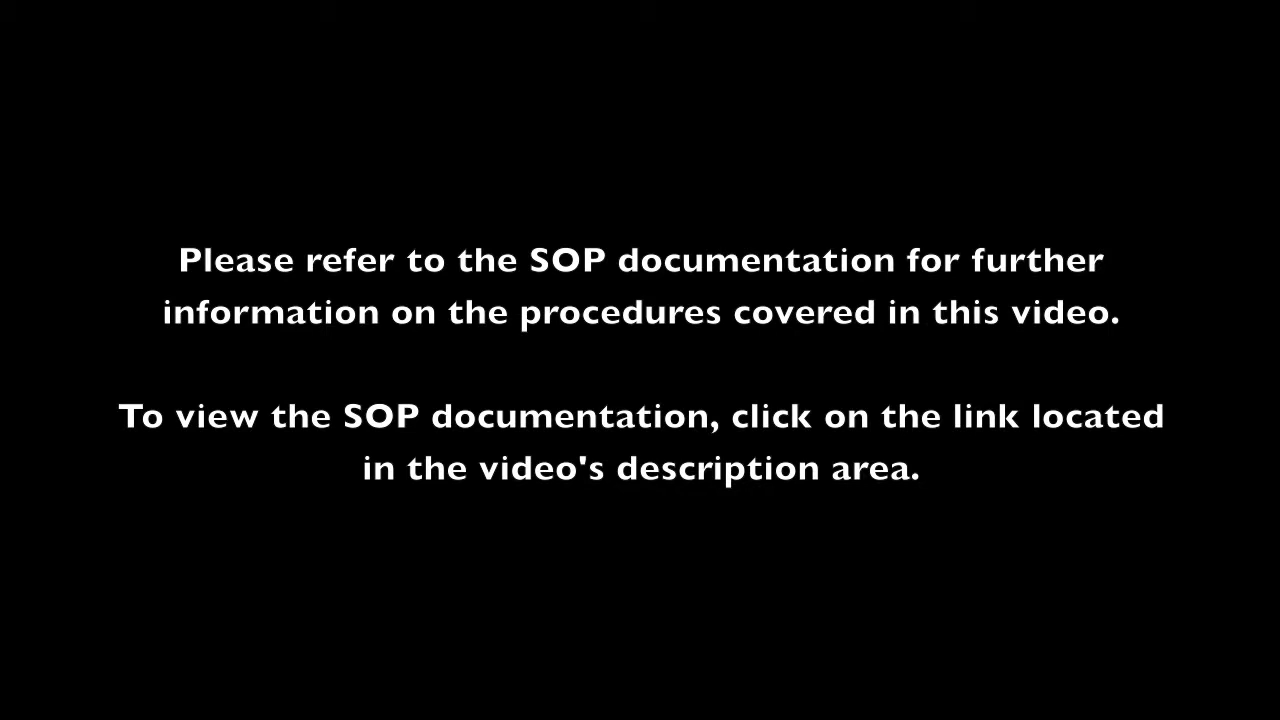 Please refer to the SOP documentation for further
information on the procedures covered in this video.
To view the SOP documentation, click on the link located
in the video's description area.